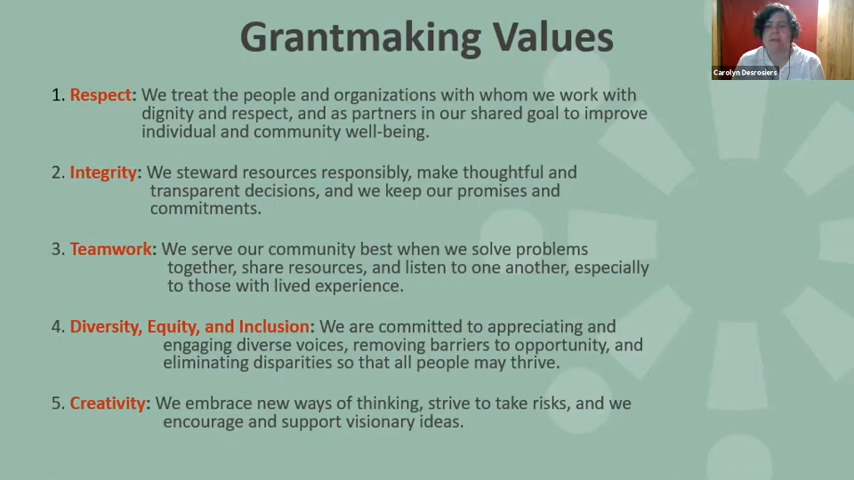 Grantmaking Values
Carolyn Desrosiers
1. Respect: We treat the people and organizations with whom we work with
dignity and respect, and as partners in our shared goal to improve
individual and community well-being.
2. Integrity: We steward resources responsibly, make thoughtful and
transparent decisions, and we keep our promises and
commitments.
3. Teamwork: We serve our community best when we solve problems
together, share resources, and listen to one another, especially
to those with lived experience.
4. Diversity, Equity, and Inclusion: We are committed to appreciating and
engaging diverse voices, removing barriers to opportunity, and
eliminating disparities so that all people may thrive.
5. Creativity: We embrace new ways of thinking, strive to take risks, and we
encourage and support visionary ideas.